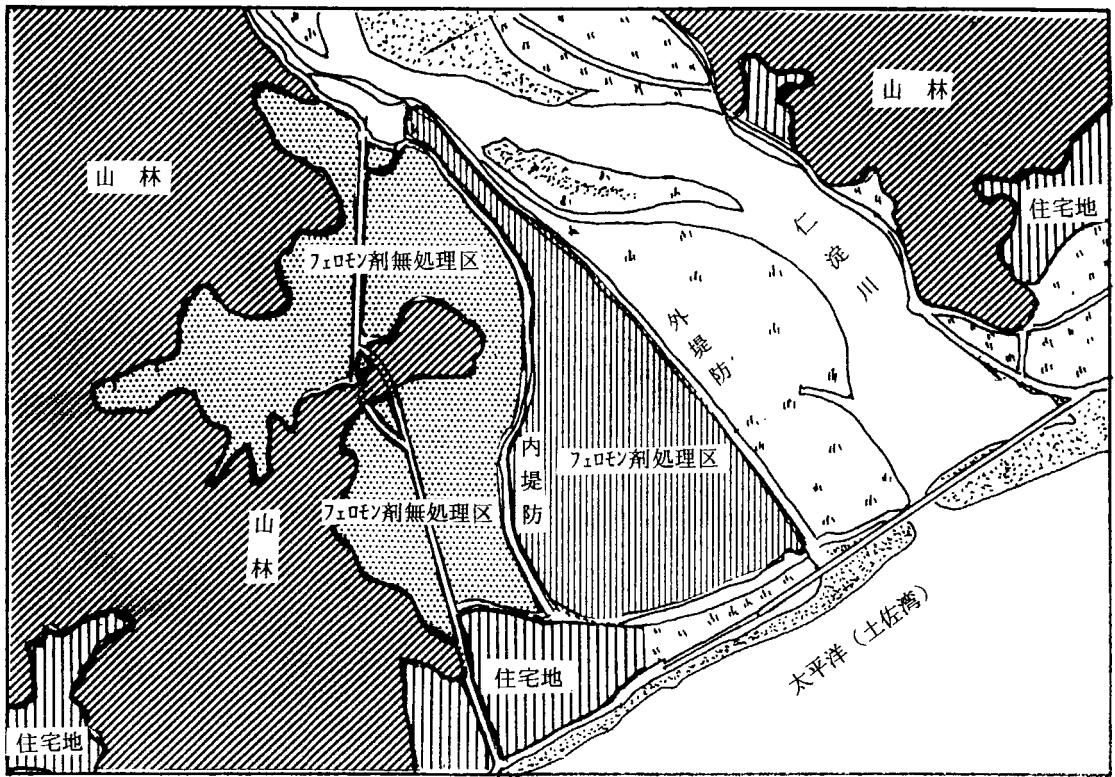 山林
山林
住宅地
仁淀川
フェロモン剤無処理区
外堤防
内堤防
フェロモン剤処理区
フェロモン剤無処理区
山林
太平洋(土佐湾)
住宅地
住宅地